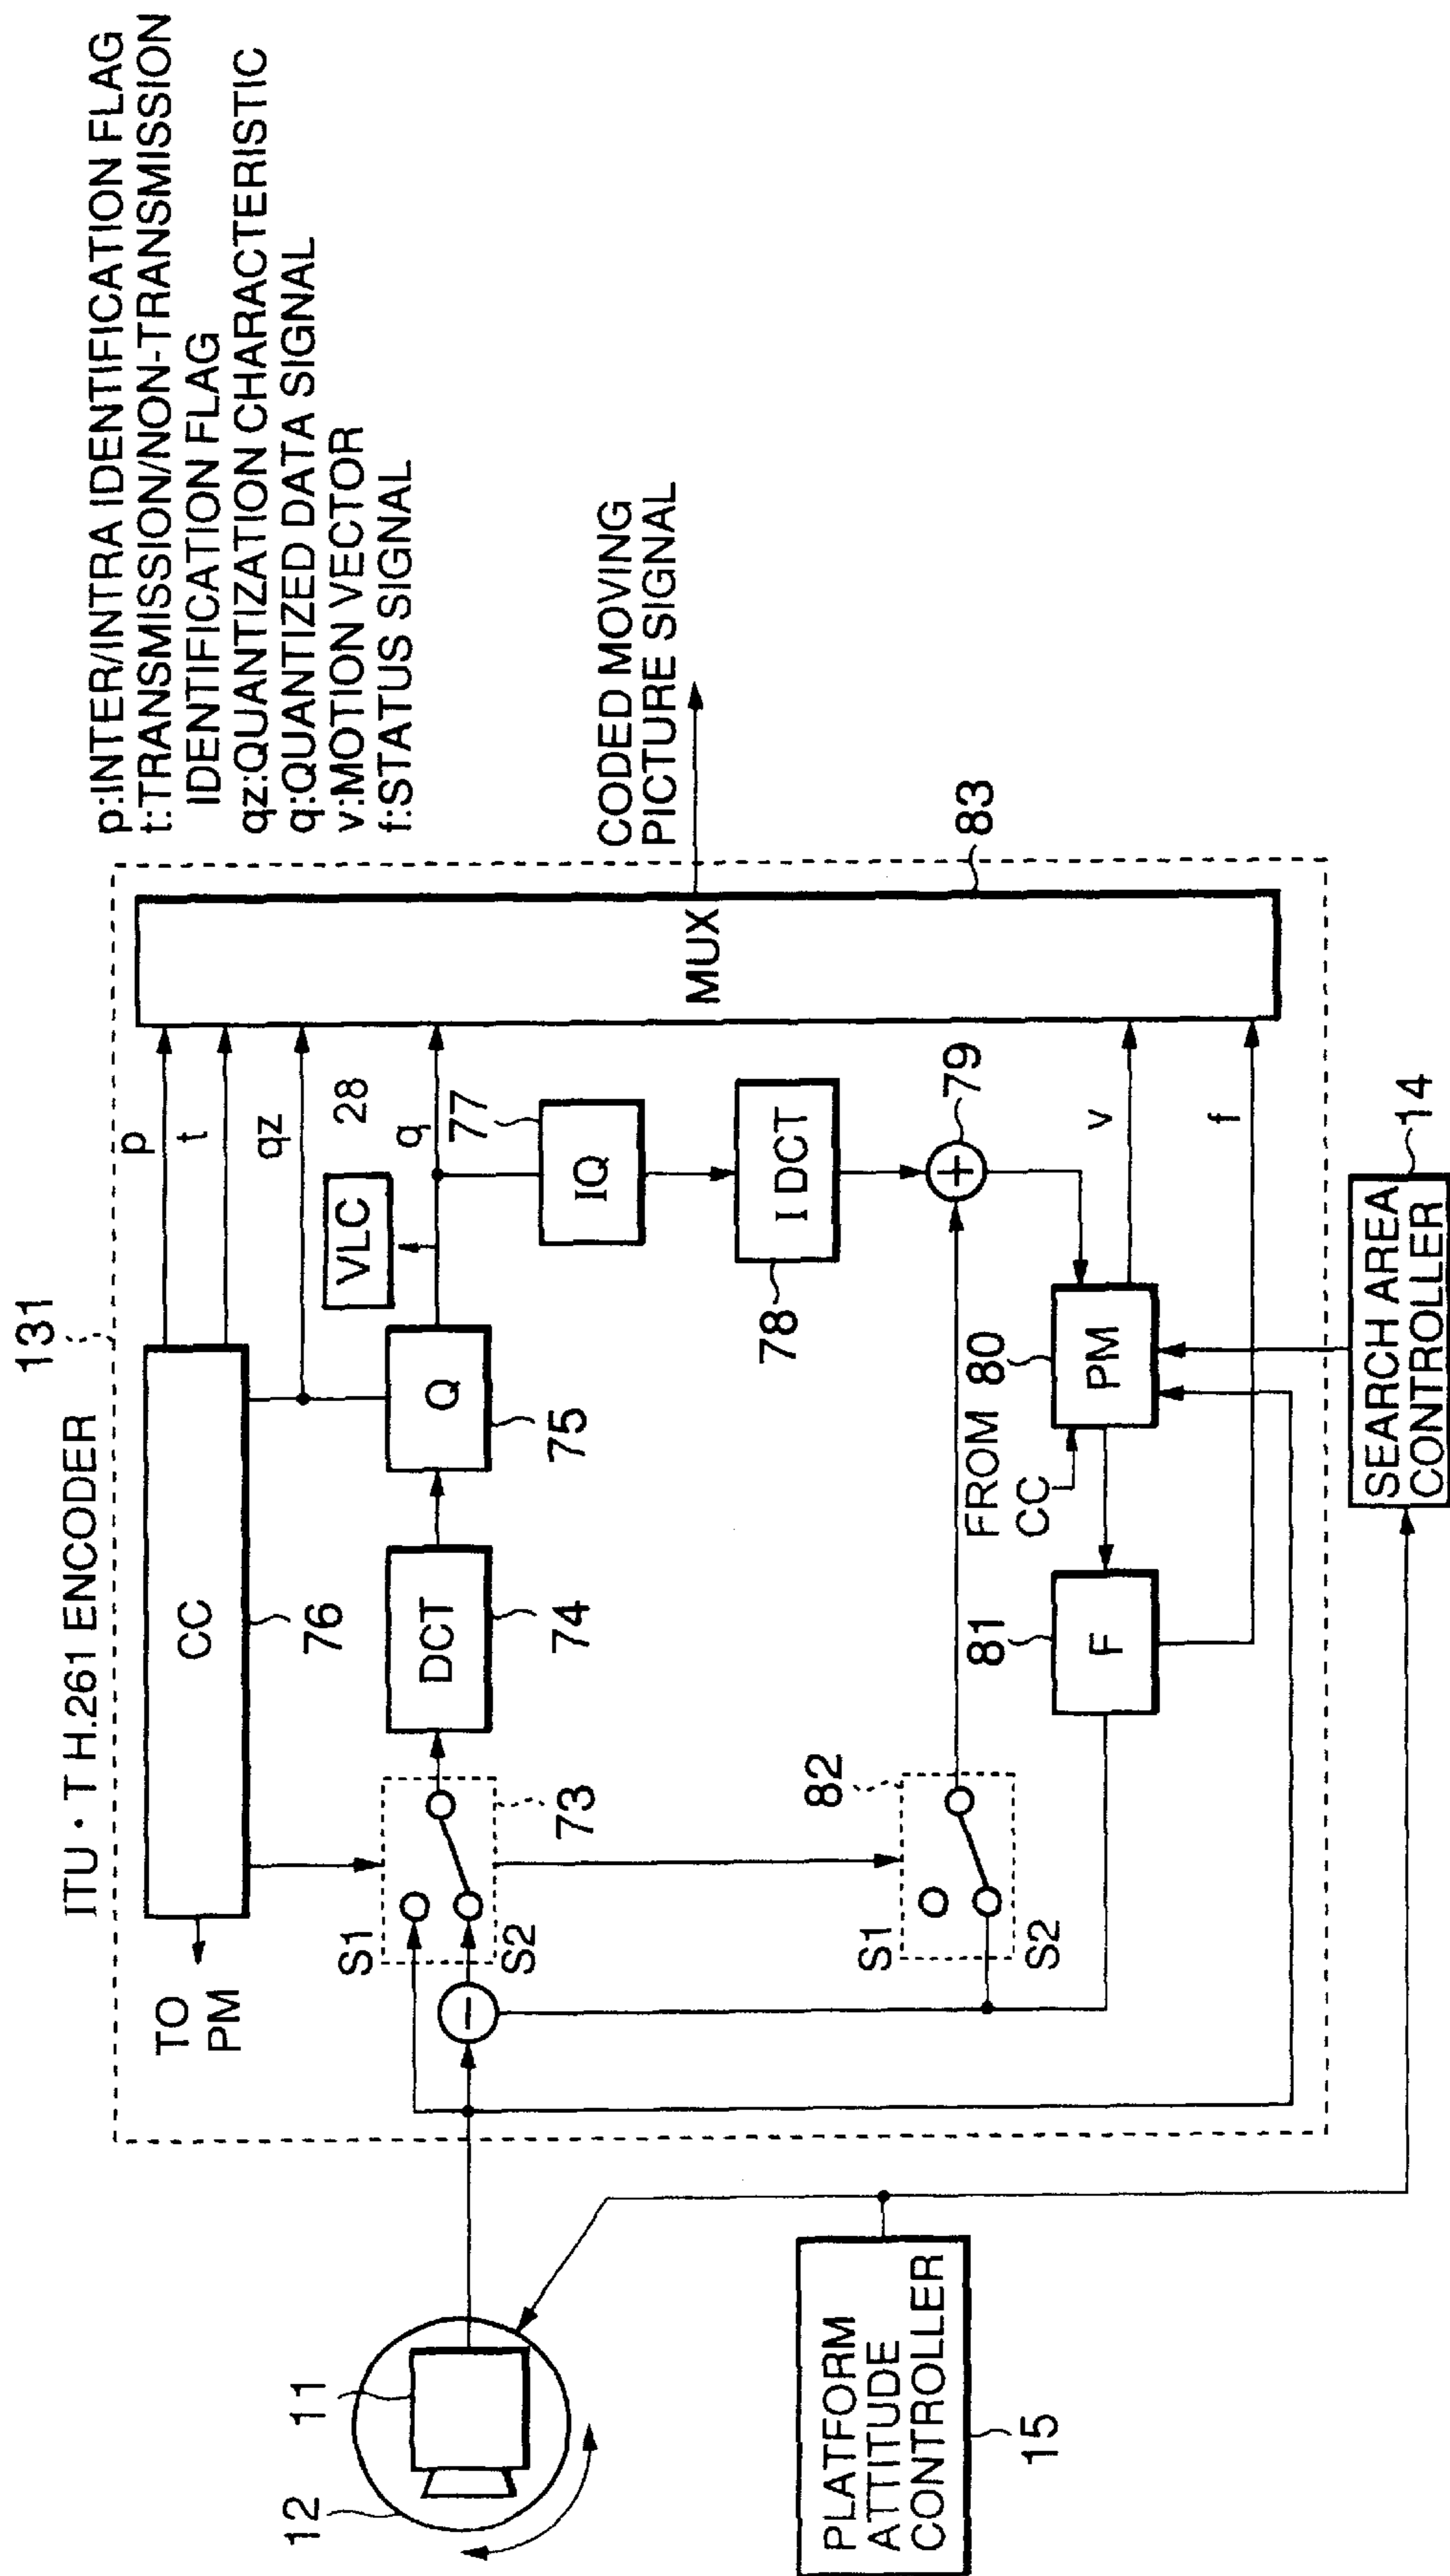 ITU・T H.261 ENCODER
131
p:INTER/INTRA IDENTIFICATION FLAG
t:TRANSMISSION/NON-TRANSMISSION
IDENTIFICATION FLAG
qz:QUANTIZATION CHARACTERISTIC
q:QUANTIZED DATA SIGNAL
v:MOTION VECTOR
f:STATUS SIGNAL
TO
PM
CC
76
p
t
qz
28
VLC
q
S1
S2
73
DCT
74
Q
75
77
IQ
I DCT
78
79
MUX
83
CODED MOVING
PICTURE SIGNAL
12
11
S1
S2
82
FROM
CC
80
PM
81
F
v
f
PLATFORM
ATTITUDE
CONTROLLER
15
SEARCH AREA
CONTROLLER
14